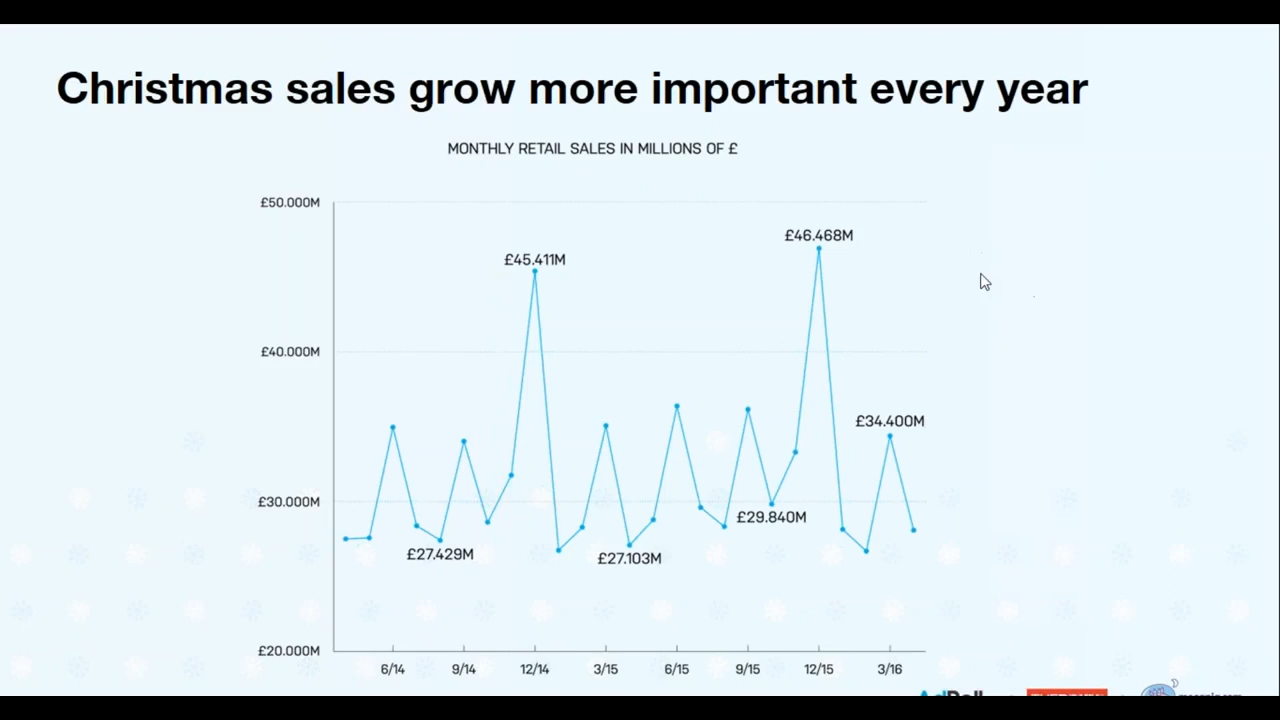 Christmas sales grow more important every year
MONTHLY RETAIL SALES IN MILLIONS OF £
£50.000M
£46.468M
£45.411M
£40.000M
£34.400M
£30.000M
£29.840M
£27.429M
£27.103M
£20.000M
6/14 9/14 12/14 3/15 6/15 9/15 12/15 3/16